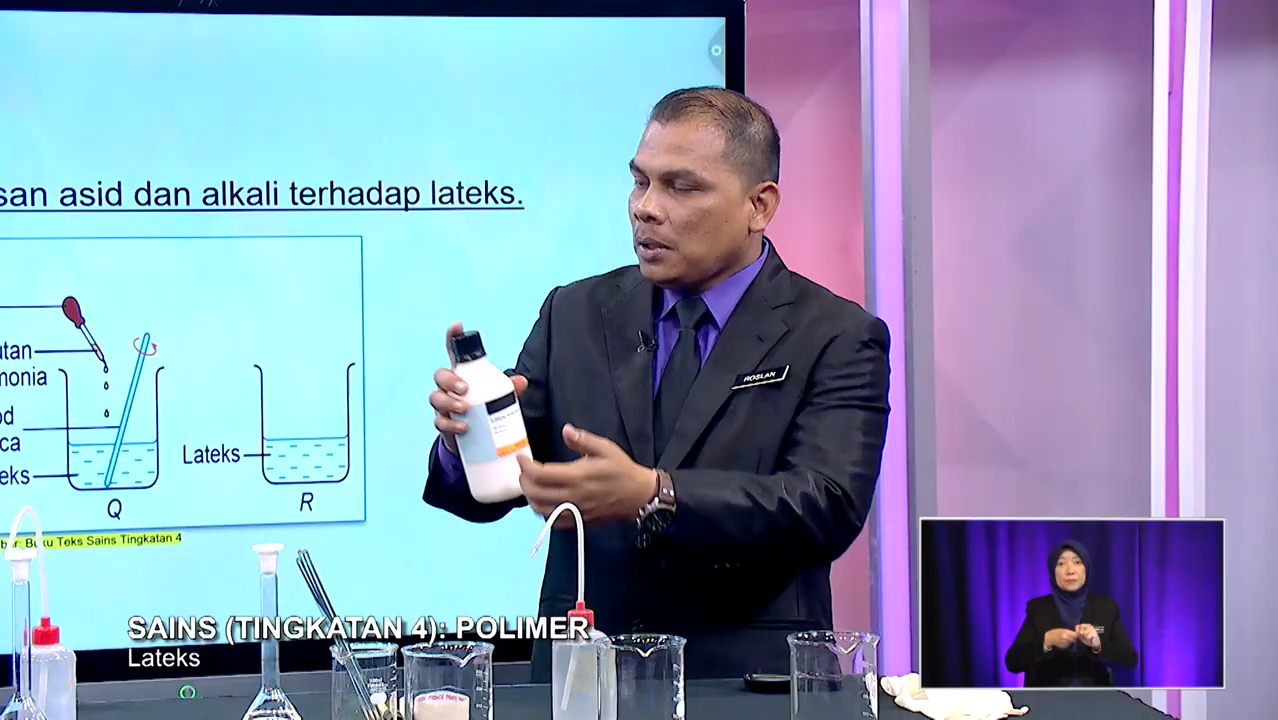 san asid dan alkali terhadap lateks.
utan
monia
od
ca
eks
Lateks
Q
R
Buku Teks Sains Tingkatan 4
ROSLAN
SAINS (TINGKATAN 4): POLIMER
Lateks